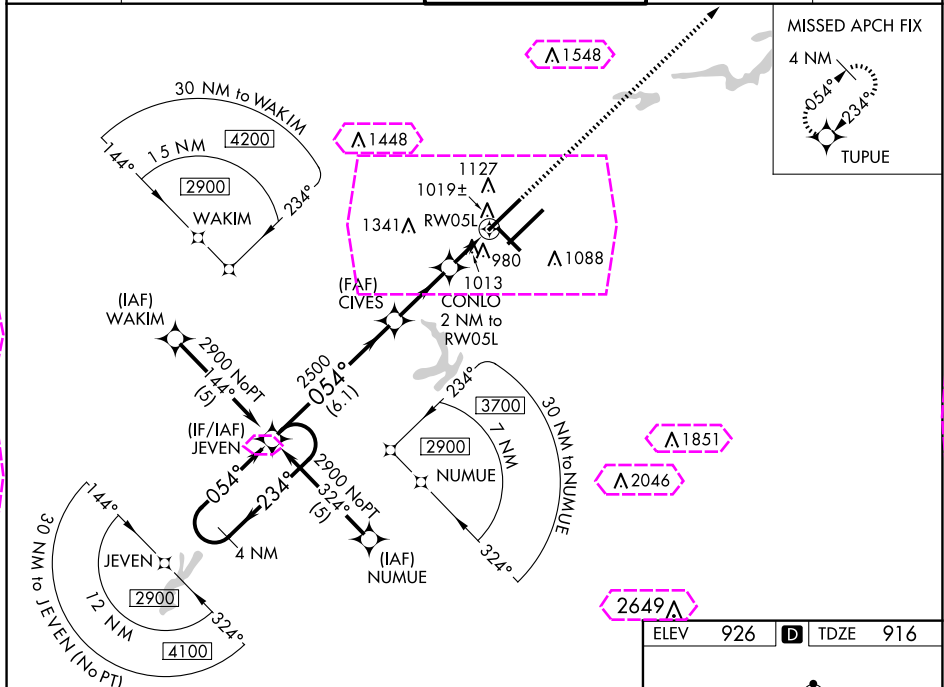 MISSED APCH FIX
4 NM
054°
234°
TUPUE
1548
30 NM to WAKIM
4200
144°
15 NM
2900
234°
WAKIM
1448
1127
1019±
1341
RW05L
980
1088
1013
(FAF)
CIVES
CONLO
2 NM to
RW05L
(IAF)
WAKIM
2900 NoPT
144°
(5)
2500
054°
(6.1)
(IF/IAF)
JEVEN
054°
234°
4 NM
2900 NoPT
324°
(5)
(IAF)
NUMUE
234°
3700
30 NM to NUMUE
7 NM
2900
NUMUE
324°
1851
2046
2649
144°
JEVEN
2900
12 NM
324°
4100
30 NM to JEVEN (NoPT)
ELEV 926 D TDZE 916